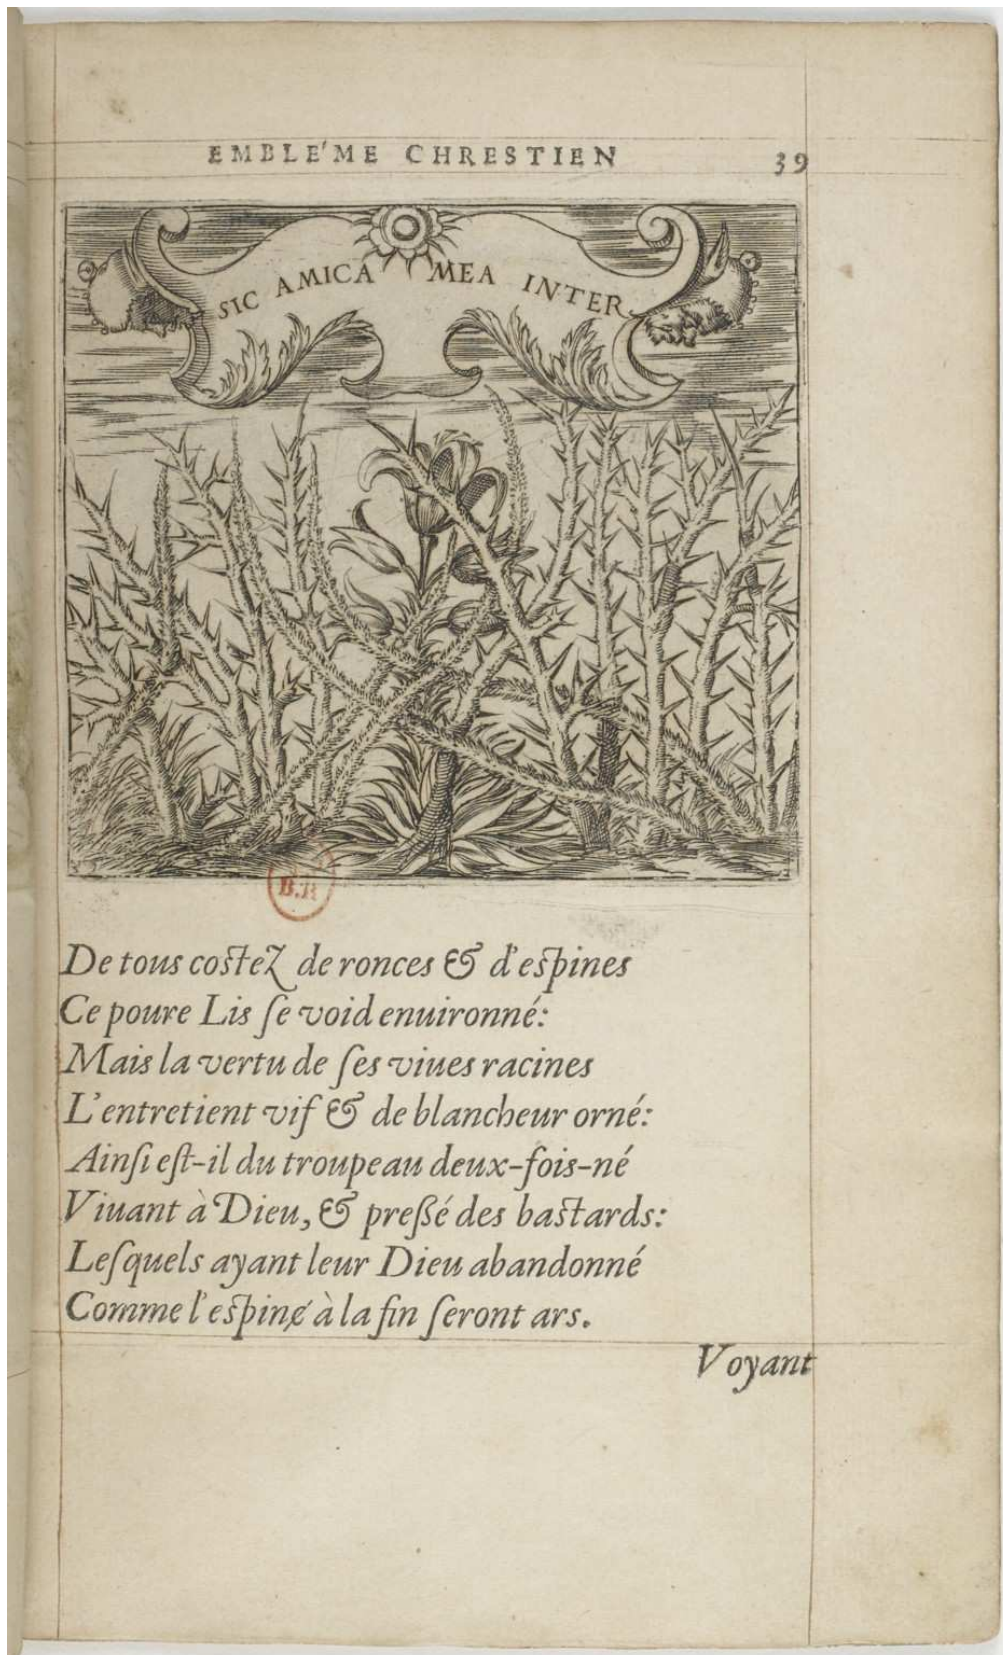 EMBLE'ME CHRESTIEN 39
SIC AMICA MEA INTER
B.R
De tous costeZ de ronces & d'espines
Ce poure Lis ſe void enuironné:
Mais la vertu de ſes viues racines
L'entretient vif & de blancheur orné:
Ainſi eſt-il du troupeau deux-fois-né
Viuant à Dieu, & preßé des bastards:
Leſquels ayant leur Dieu abandonné
Comme l'espine à la fin ſeront ars.
Voyant